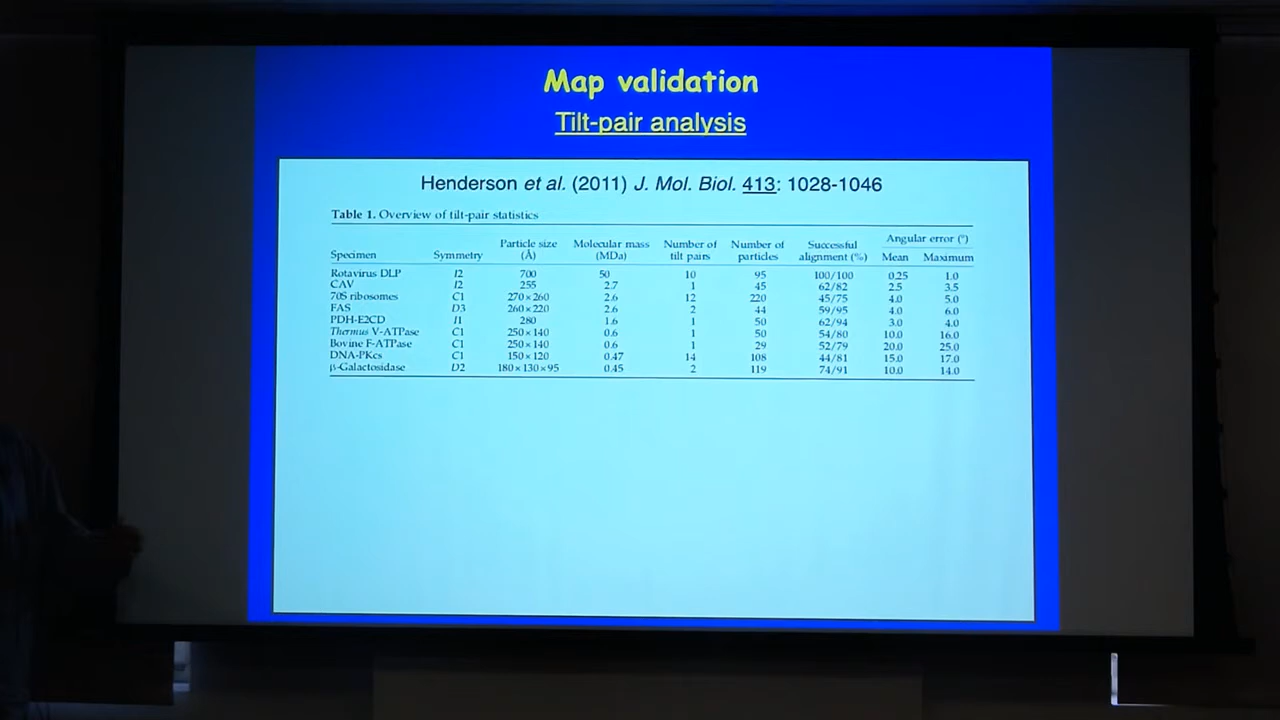 Map validation
Tilt-pair analysis
Henderson et al. (2011) J. Mol. Biol. 413: 1028-1046
Table 1. Overview of tilt-pair statistics
Specimen Symmetry Particle size (Å) Molecular mass (MDa) Number of tilt pairs Number of particles Successful alignment (%) Angular error (°) Mean Maximum
Rotavirus DLP I2 700 50 10 95 100/100 0.25 1.0
CAV I2 255 2.7 1 45 62/82 2.5 3.5
70S ribosomes C1 270×260 2.6 12 220 45/75 4.0 5.0
FAS D3 260×220 2.6 2 44 59/95 4.0 6.0
PDH-E2CD I1 280 1.6 1 50 62/94 3.0 4.0
Thermus V-ATPase C1 250×140 0.6 1 50 54/80 10.0 16.0
Bovine F-ATPase C1 250×140 0.6 1 29 52/79 20.0 25.0
DNA-PKcs C1 150×120 0.47 14 108 44/81 15.0 17.0
β-Galactosidase D2 180×130×95 0.45 2 119 74/91 10.0 14.0